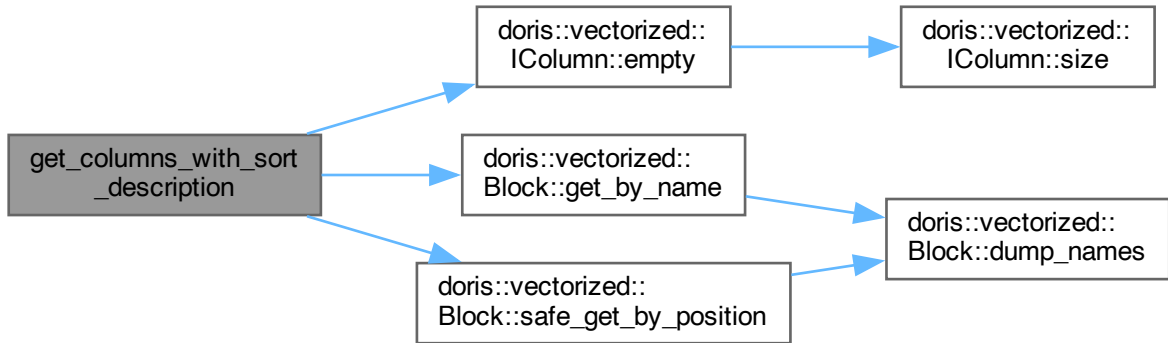 get_columns_with_sort
_description
doris::vectorized::
IColumn::empty
doris::vectorized::
IColumn::size
doris::vectorized::
Block::get_by_name
doris::vectorized::
Block::dump_names
doris::vectorized::
Block::safe_get_by_position